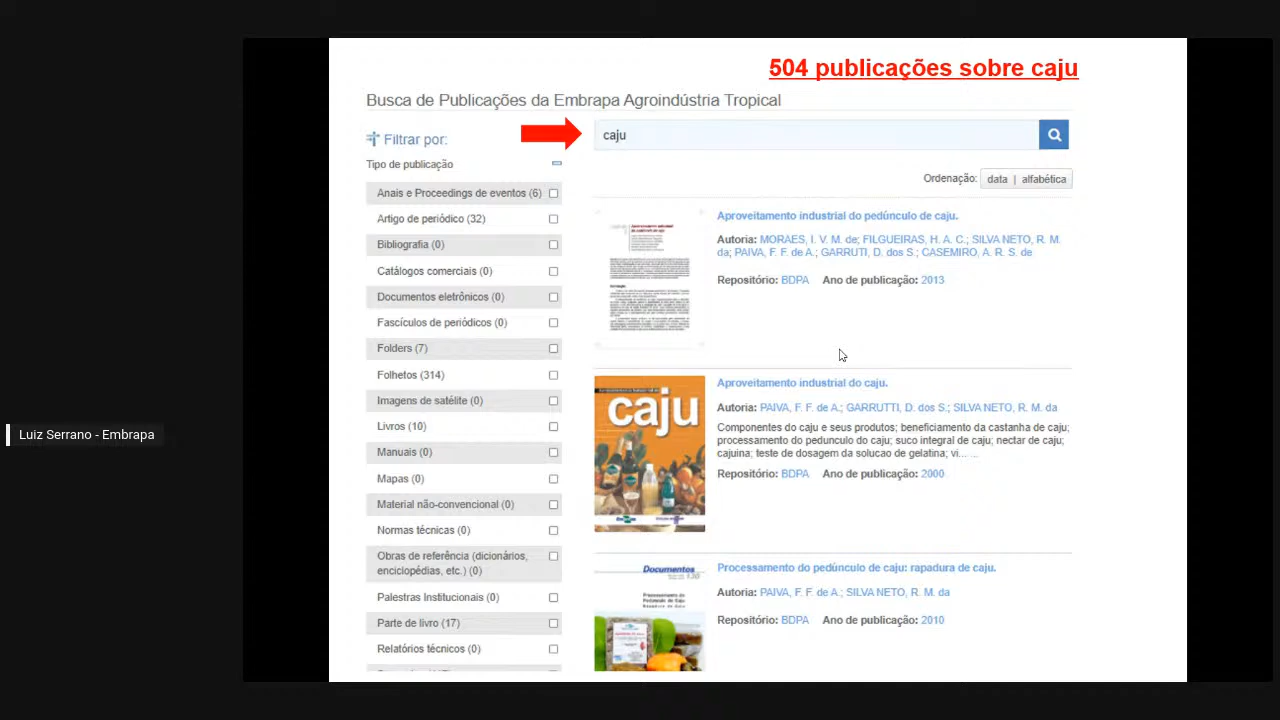 504 publicações sobre caju
Busca de Publicações da Embrapa Agroindústria Tropical
Filtrar por:
caju
Tipo de publicação
Ordenação: data | alfabética
Anais e Proceedings de eventos (6)
Artigo de periódico (32)
Bibliografia (0)
Catálogos comerciais (0)
Documentos eletrônicos (0)
Fascículos de periódicos (0)
Folders (7)
Folhetos (314)
Imagens de satélite (0)
Livros (10)
Manuais (0)
Mapas (0)
Material não-convencional (0)
Normas técnicas (0)
Obras de referência (dicionários,
enciclopédias, etc.) (0)
Palestras Institucionais (0)
Parte de livro (17)
Relatórios técnicos (0)
Aproveitamento industrial do pedúnculo de caju.
Autoria: MORAES, I. V. M. de; FILGUEIRAS, H. A. C.; SILVA NETO, R. M.
da; PAIVA, F. F. de A.; GARRUTI, D. dos S.; CASEMIRO, A. R. S. de
Repositório: BDPA Ano de publicação: 2013
caju
Aproveitamento industrial do caju.
Autoria: PAIVA, F. F. de A.; GARRUTTI, D. dos S.; SILVA NETO, R. M. da
Componentes do caju e seus produtos; beneficiamento da castanha de caju;
processamento do pedunculo do caju; suco integral de caju; nectar de caju;
cajuina; teste de dosagem da solucao de gelatina; vi... ...
Repositório: BDPA Ano de publicação: 2000
Documentos
Processamento do
Pedúnculo de Caju
Processamento do pedúnculo de caju: rapadura de caju.
Autoria: PAIVA, F. F. de A.; SILVA NETO, R. M. da
Repositório: BDPA Ano de publicação: 2010
Luiz Serrano - Embrapa